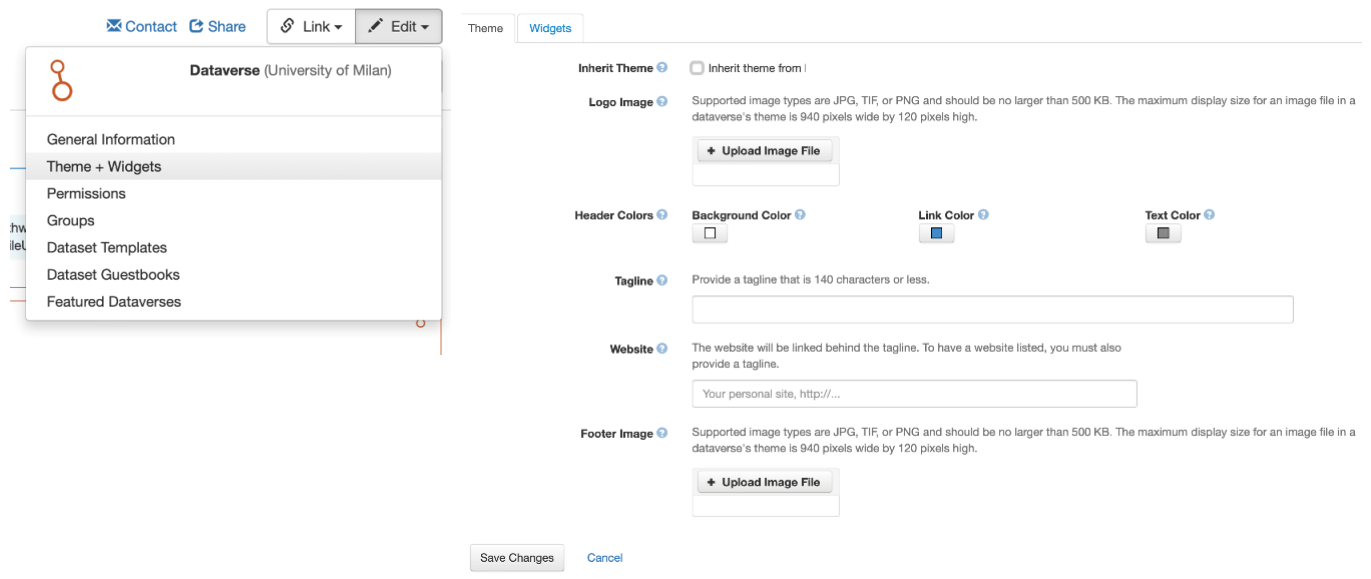 Contact Share Link Edit
Dataverse (University of Milan)
General Information
Theme + Widgets
Permissions
Groups
Dataset Templates
Dataset Guestbooks
Featured Dataverses
Theme Widgets
Inherit Theme Inherit theme from
Logo Image Supported image types are JPG, TIF, or PNG and should be no larger than 500 KB. The maximum display size for an image file in a
dataverse's theme is 940 pixels wide by 120 pixels high.
+ Upload Image File
Header Colors Background Color Link Color Text Color
Tagline Provide a tagline that is 140 characters or less.
Website The website will be linked behind the tagline. To have a website listed, you must also
provide a tagline.
Your personal site, http://...
Footer Image Supported image types are JPG, TIF, or PNG and should be no larger than 500 KB. The maximum display size for an image file in a
dataverse's theme is 940 pixels wide by 120 pixels high.
+ Upload Image File
Save Changes Cancel